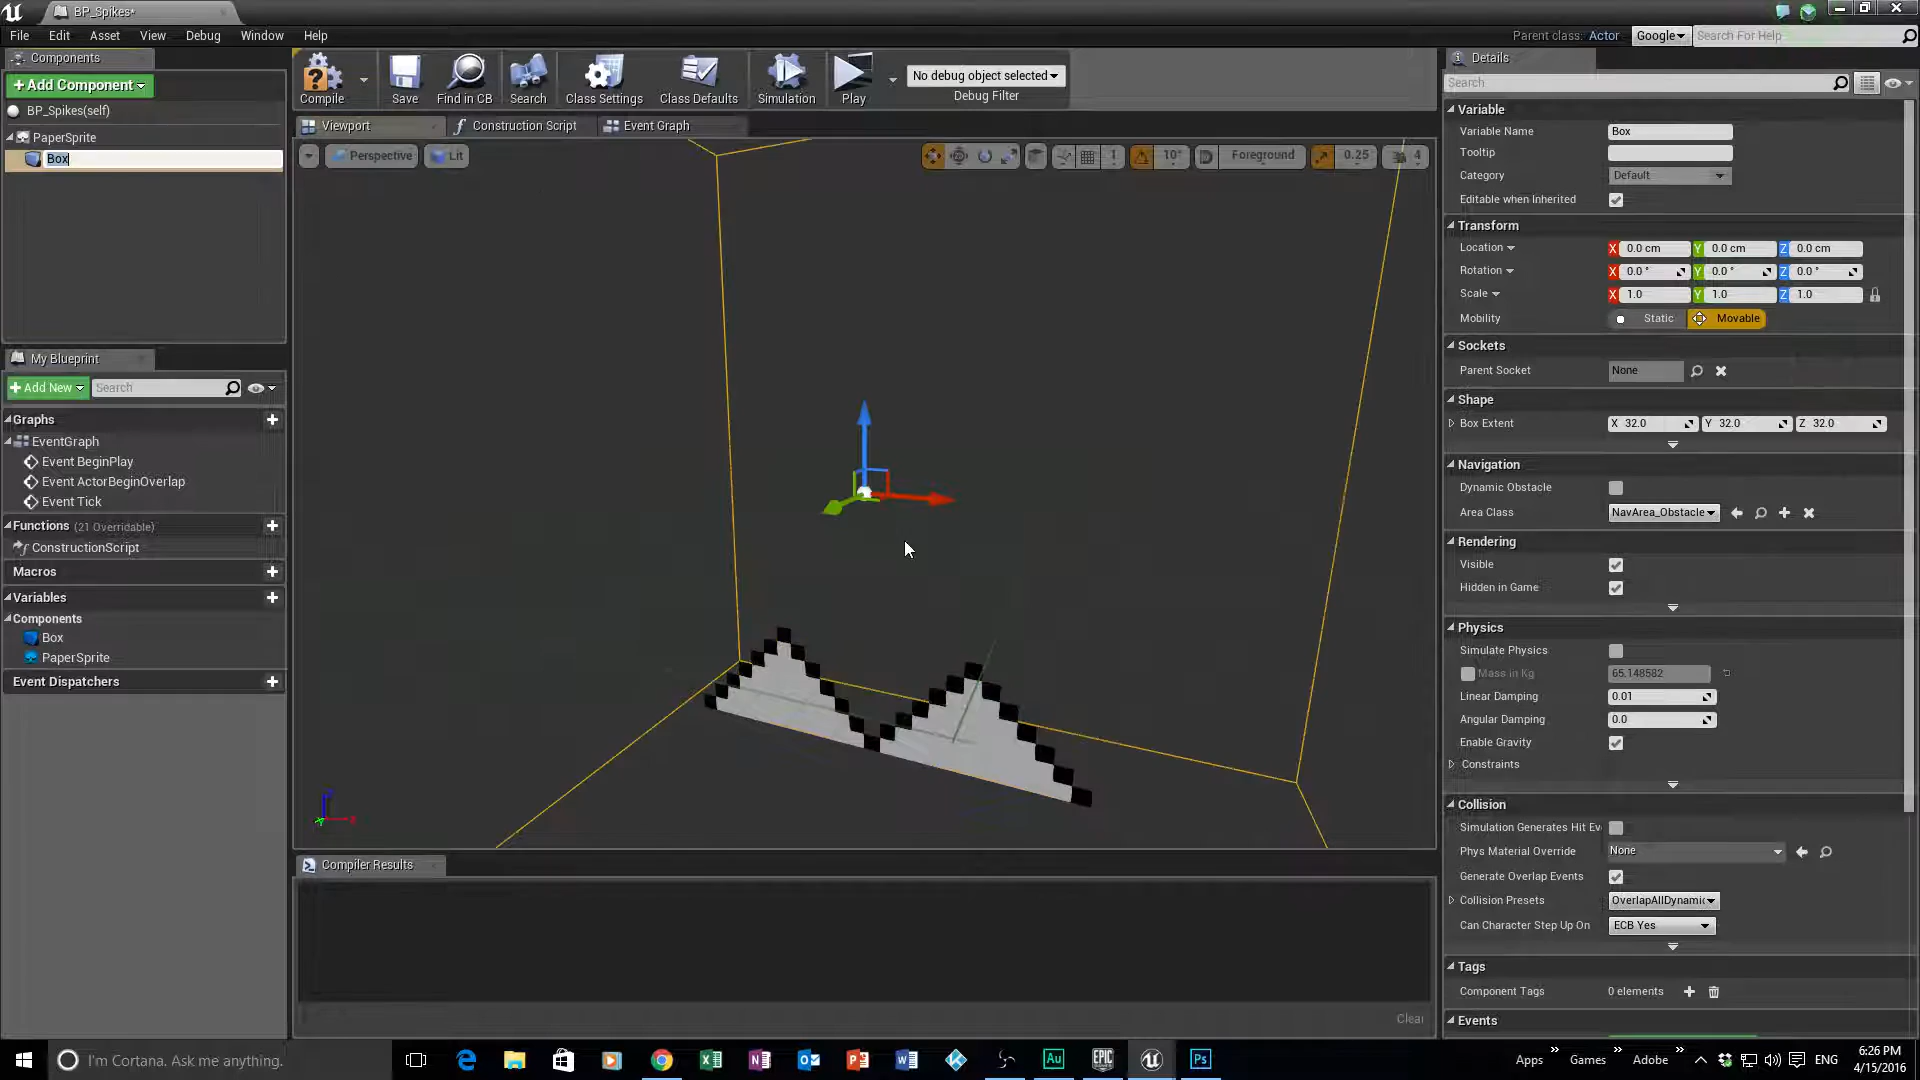 BP_Spikes*
File Edit Asset View Debug Window Help
Parent class: Actor Google Search For Help
Components
+Add Component
BP_Spikes(self)
PaperSprite
Box
Compile Save Find in CB Search Class Settings Class Defaults Simulation Play
No debug object selected
Debug Filter
Viewport Construction Script Event Graph
Perspective Lit
1 10° Foreground 0.25 4
My Blueprint
+Add New Search
Graphs
EventGraph
Event BeginPlay
Event ActorBeginOverlap
Event Tick
Functions (21 Overridable)
ConstructionScript
Macros
Variables
Components
Box
PaperSprite
Event Dispatchers
Compiler Results
Clear
Details
Search
Variable
Variable Name Box
Tooltip
Category Default
Editable when Inherited
Transform
Location X 0.0 cm Y 0.0 cm Z 0.0 cm
Rotation X 0.0 ° Y 0.0 ° Z 0.0 °
Scale X 1.0 Y 1.0 Z 1.0
Mobility Static Movable
Sockets
Parent Socket None
Shape
Box Extent X 32.0 Y 32.0 Z 32.0
Navigation
Dynamic Obstacle
Area Class NavArea_Obstacle
Rendering
Visible
Hidden in Game
Physics
Simulate Physics
Mass in Kg 65.148582
Linear Damping 0.01
Angular Damping 0.0
Enable Gravity
Constraints
Collision
Simulation Generates Hit Ev
Phys Material Override None
Generate Overlap Events
Collision Presets OverlapAllDynamic
Can Character Step Up On ECB Yes
Tags
Component Tags 0 elements
Events
I'm Cortana. Ask me anything.
Apps Games Adobe ENG
6:26 PM
4/15/2016